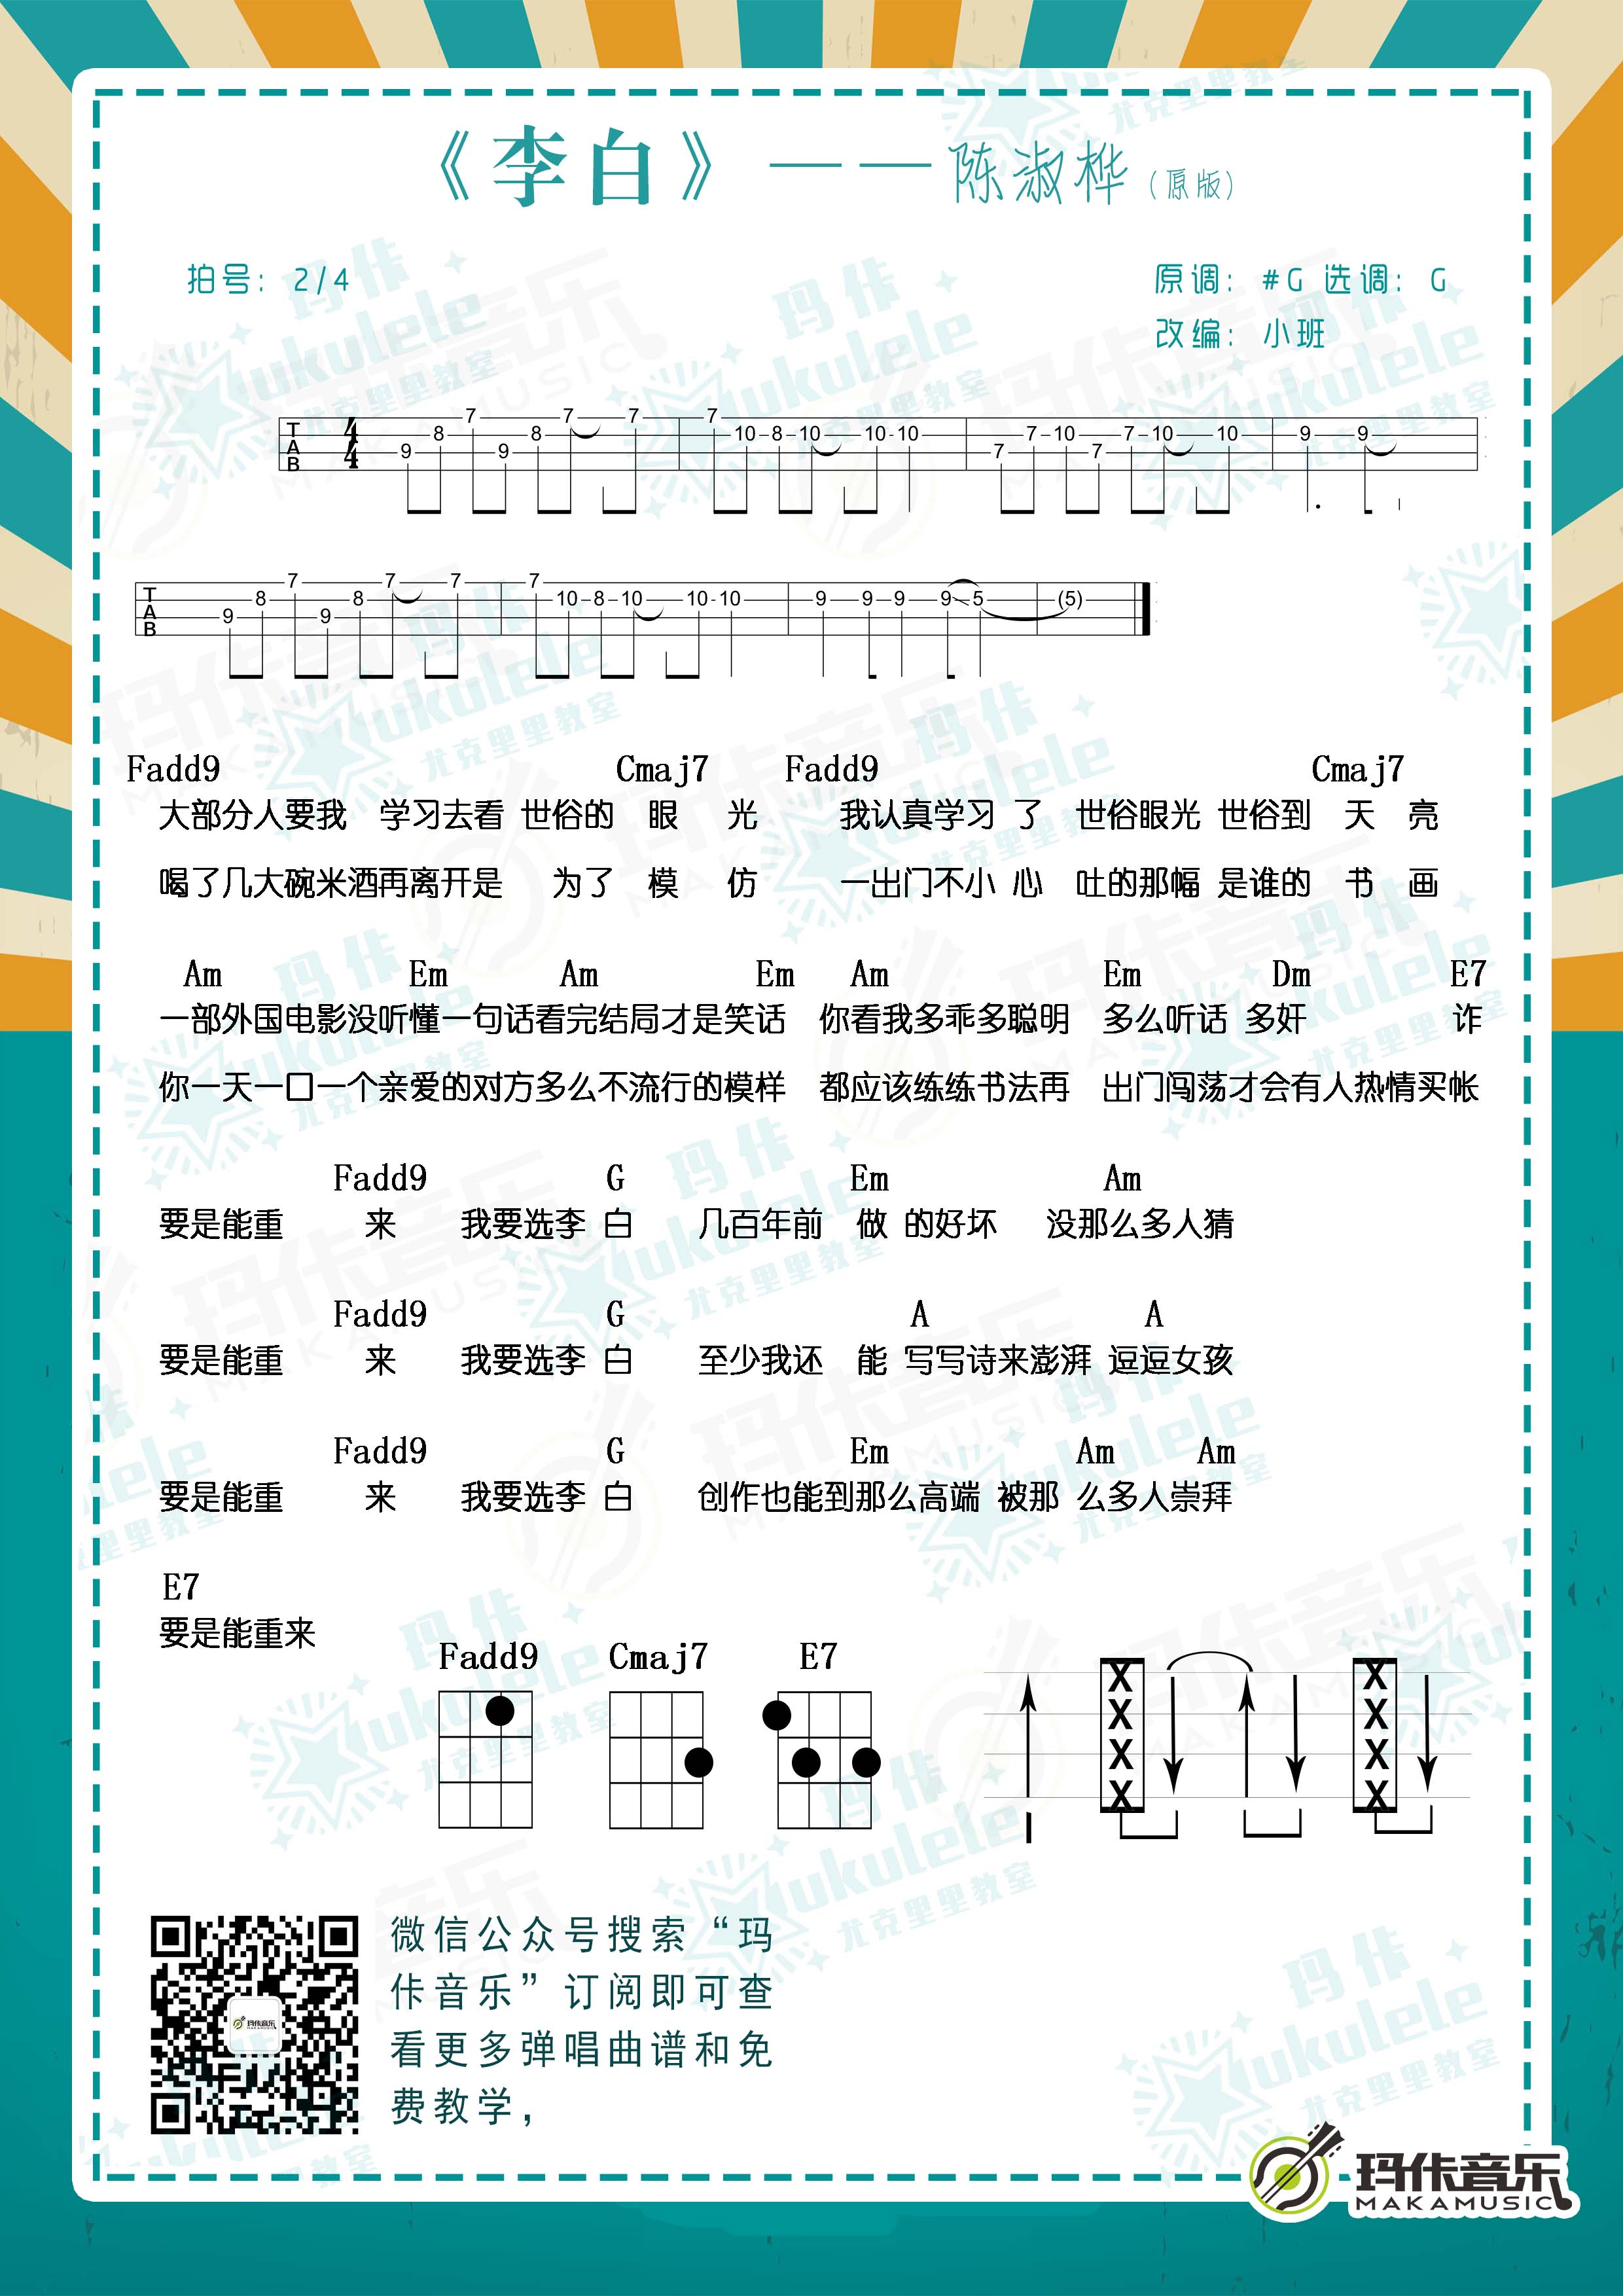 《李白》——陈淑桦(原版)
拍号: 2/4
原调: #G 选调: G
改编: 小班
T A B 4/4 9 8 7 9 8 7 7 7 10 8 10 10 10 7 7 10 7 7 10 10 9 9
T A B 9 8 7 9 8 7 7 7 10 8 10 10 10 9 9 9 9 5 (5)
Fadd9 Cmaj7 Fadd9 Cmaj7
大部分人要我 学习去看 世俗的 眼 光 我认真学习 了 世俗眼光 世俗到 天 亮
喝了几大碗米酒再离开是 为了 模 仿 一出门不小 心 吐的那幅 是谁的 书 画
Am Em Am Em Am Em Dm E7
一部外国电影没听懂一句话看完结局才是笑话 你看我多乖多聪明 多么听话 多奸 诈
你一天一口一个亲爱的对方多么不流行的模样 都应该练练书法再 出门闯荡才会有人热情买帐
Fadd9 G Em Am
要是能重 来 我要选李 白 几百年前 做 的好坏 没那么多人猜
Fadd9 G A A
要是能重 来 我要选李 白 至少我还 能 写写诗来澎湃 逗逗女孩
Fadd9 G Em Am Am
要是能重 来 我要选李 白 创作也能到那么高端 被那 么多人崇拜
E7
要是能重来
Fadd9 Cmaj7 E7
X X
X X
X X
X X
微信公众号搜索“玛
佧音乐”订阅即可查
看更多弹唱曲谱和免
费教学，
玛佧音乐
MAKAMUSIC
玛佧
ukulele
尤克里里教室